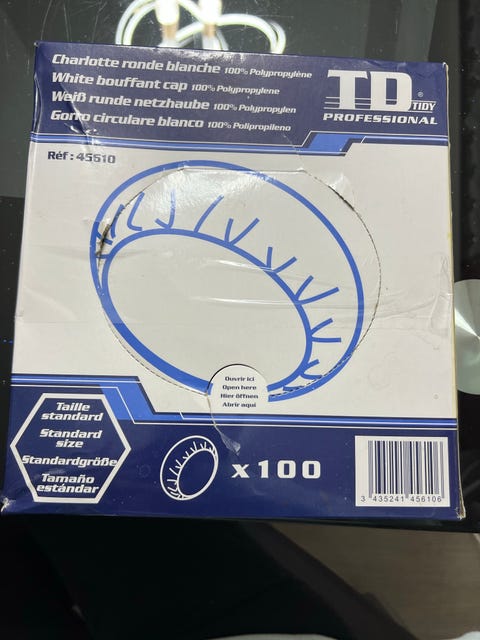 Charlotte ronde blanche 100% Polypropylène
White bouffant cap 100% Polypropylene
Weiß runde netzhaube 100% Polypropylen
Gorro circulare blanco 100% Polipropileno
TD
TIDY
®
PROFESSIONAL
Réf : 45610
Ouvrir ici
Open here
Hier öffnen
Abrir aqui
Taille
standard
Standard
size
Standardgröße
Tamaño
estándar
x100
3 435241 456106